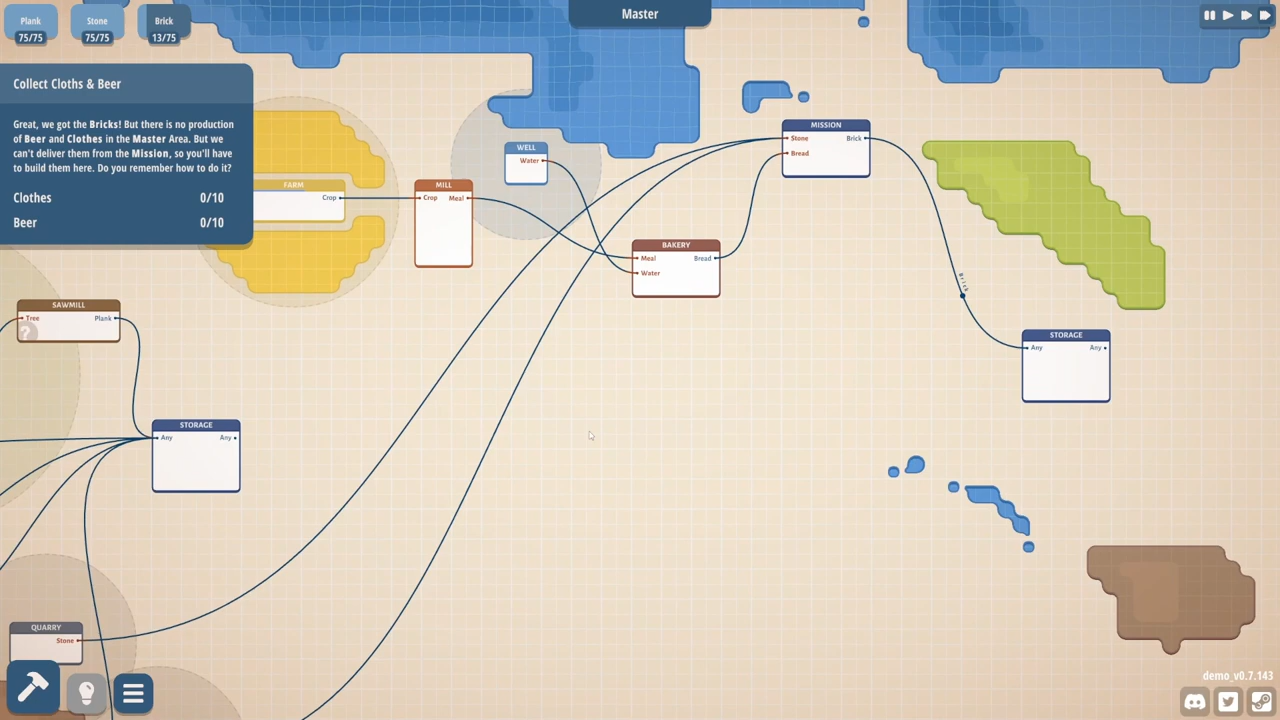 Plank
75/75
Stone
75/75
Brick
13/75
Master
Collect Cloths & Beer
Great, we got the Bricks! But there is no production
of Beer and Clothes in the Master Area. But we
can't deliver them to the Mission, so you'll have
to build them here. Do you remember how to do it?
Clothes 0/10
Beer 0/10
FARM
Crop
MILL
Crop Meal
WELL
Water
BAKERY
Meal Bread
Water
MISSION
Stone Brick
Bread
Brick
STORAGE
Any Any
SAWMILL
Tree Plank
?
STORAGE
Any Any
QUARRY
Stone
demo_v0.7.143